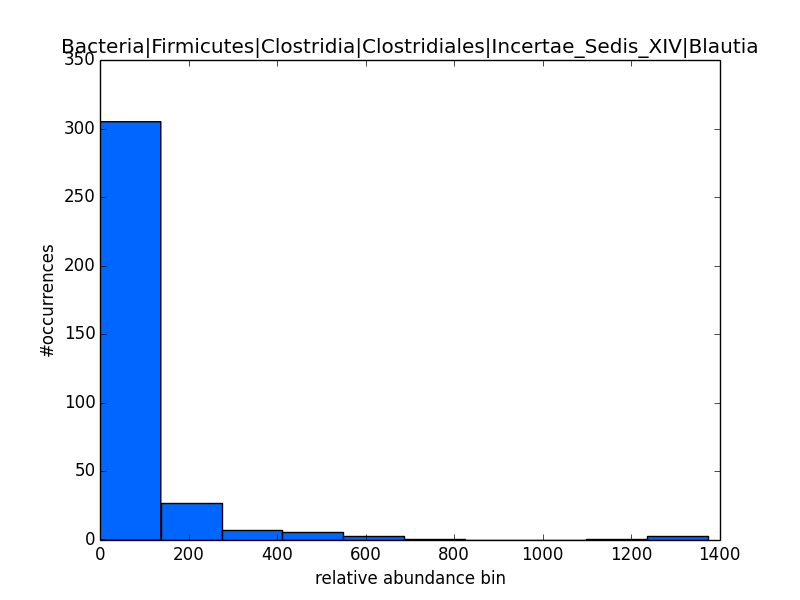 Bacteria|Firmicutes|Clostridia|Clostridiales|Incertae_Sedis_XIV|Blautia
350
300
250
200
150
100
50
0
#occurrences
0 200 400 600 800 1000 1200 1400
relative abundance bin